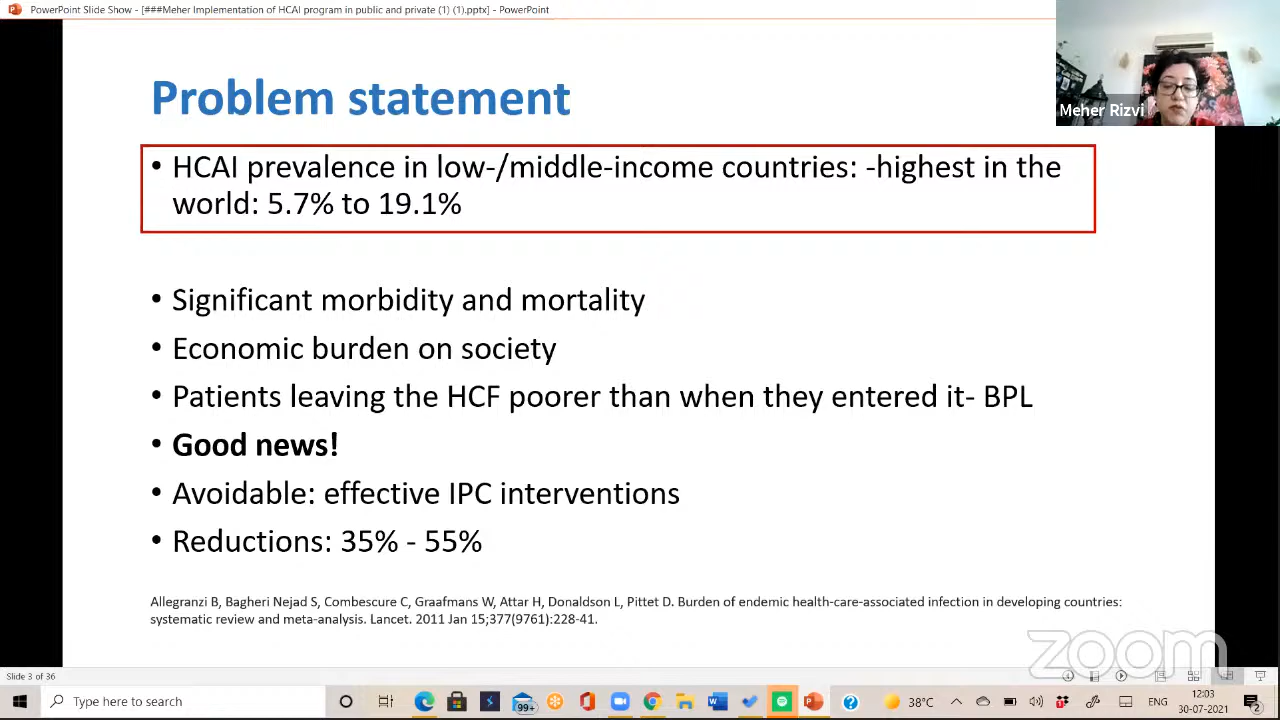 PowerPoint Slide Show - [###Meher Implementation of HCAI program in public and private (1) (1).pptx] - PowerPoint
Meher Rizvi
Problem statement
• HCAI prevalence in low-/middle-income countries: -highest in the
world: 5.7% to 19.1%
• Significant morbidity and mortality
• Economic burden on society
• Patients leaving the HCF poorer than when they entered it- BPL
• Good news!
• Avoidable: effective IPC interventions
• Reductions: 35% - 55%
Allegranzi B, Bagheri Nejad S, Combescure C, Graafmans W, Attar H, Donaldson L, Pittet D. Burden of endemic health-care-associated infection in developing countries:
systematic review and meta-analysis. Lancet. 2011 Jan 15;377(9761):228-41.
zoom
Slide 3 of 36
Type here to search
99+
38°C
ENG
12:03
30-07-2021
2